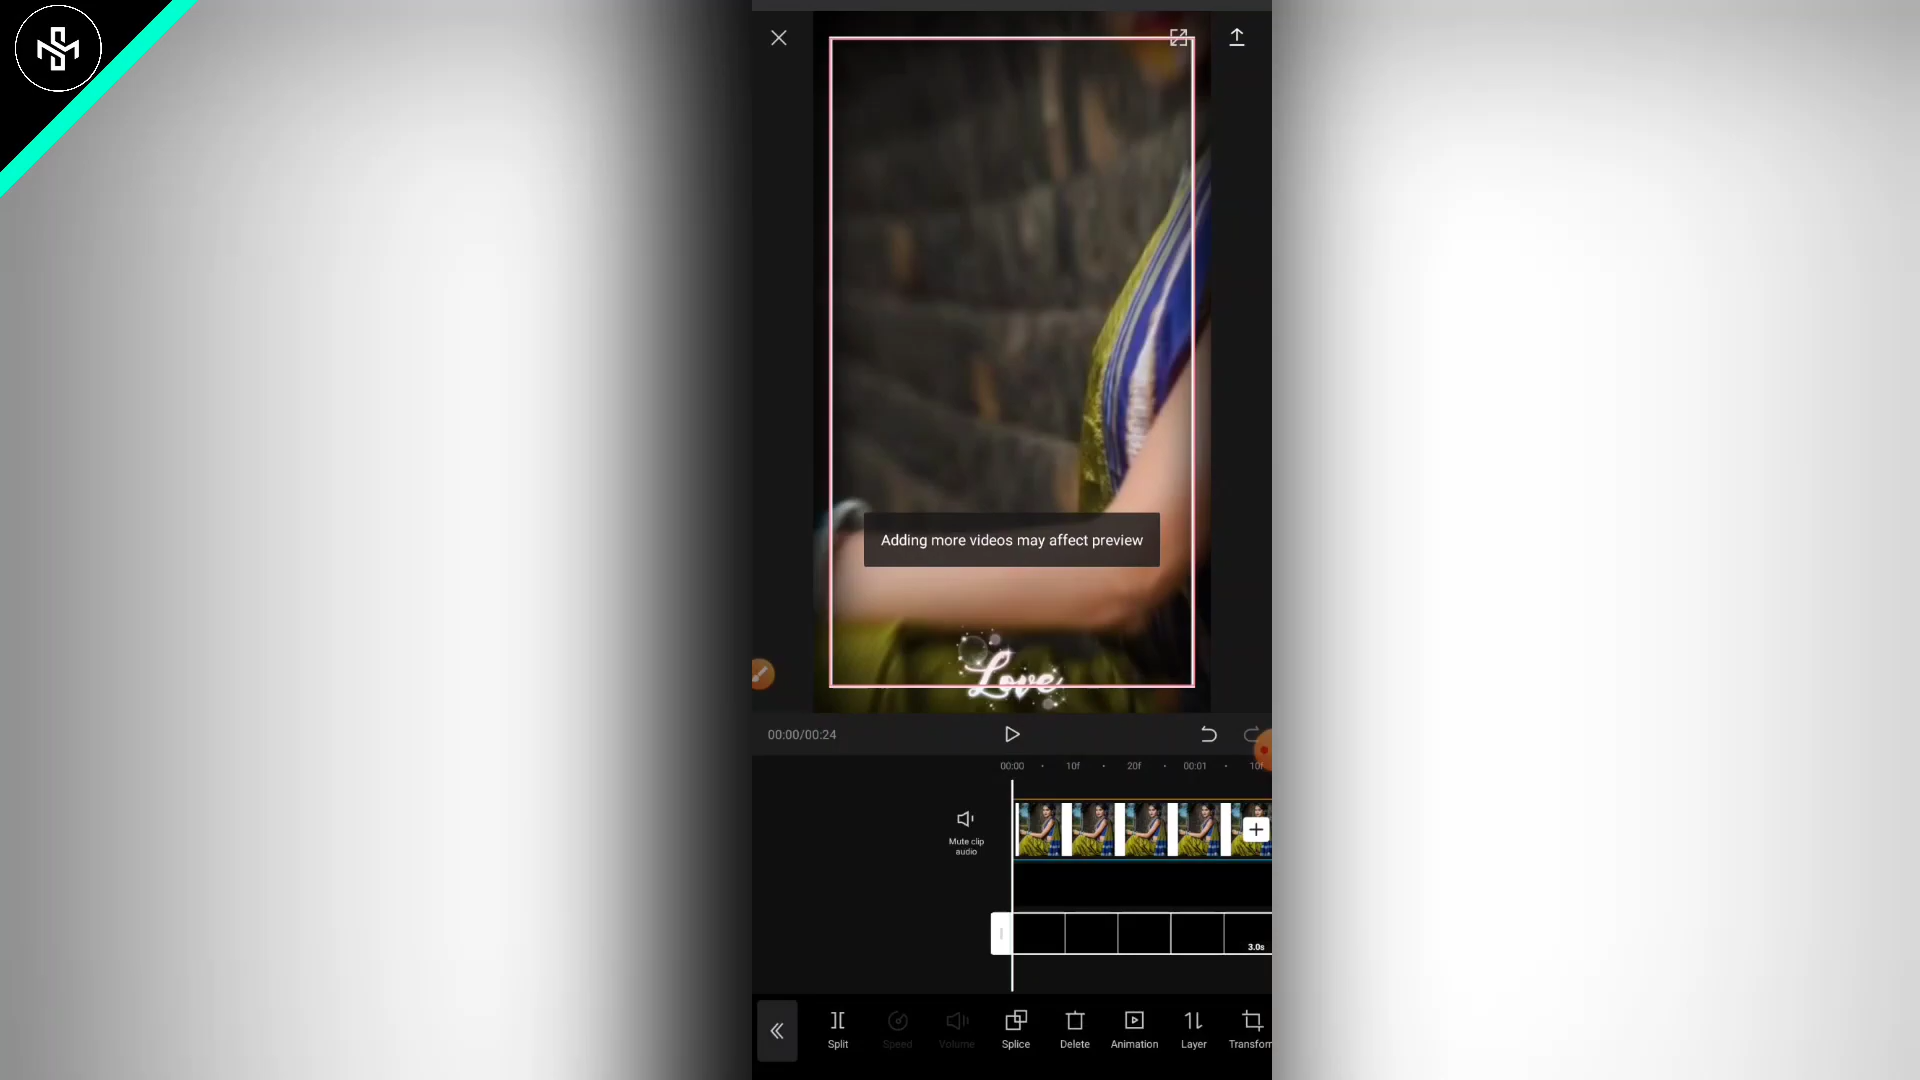 Adding more videos may affect preview
Love
00:00/00:24
00:00 10f 20f 00:01 10f
Mute clip
audio
3.0s
Split Speed Volume Splice Delete Animation Layer Transform